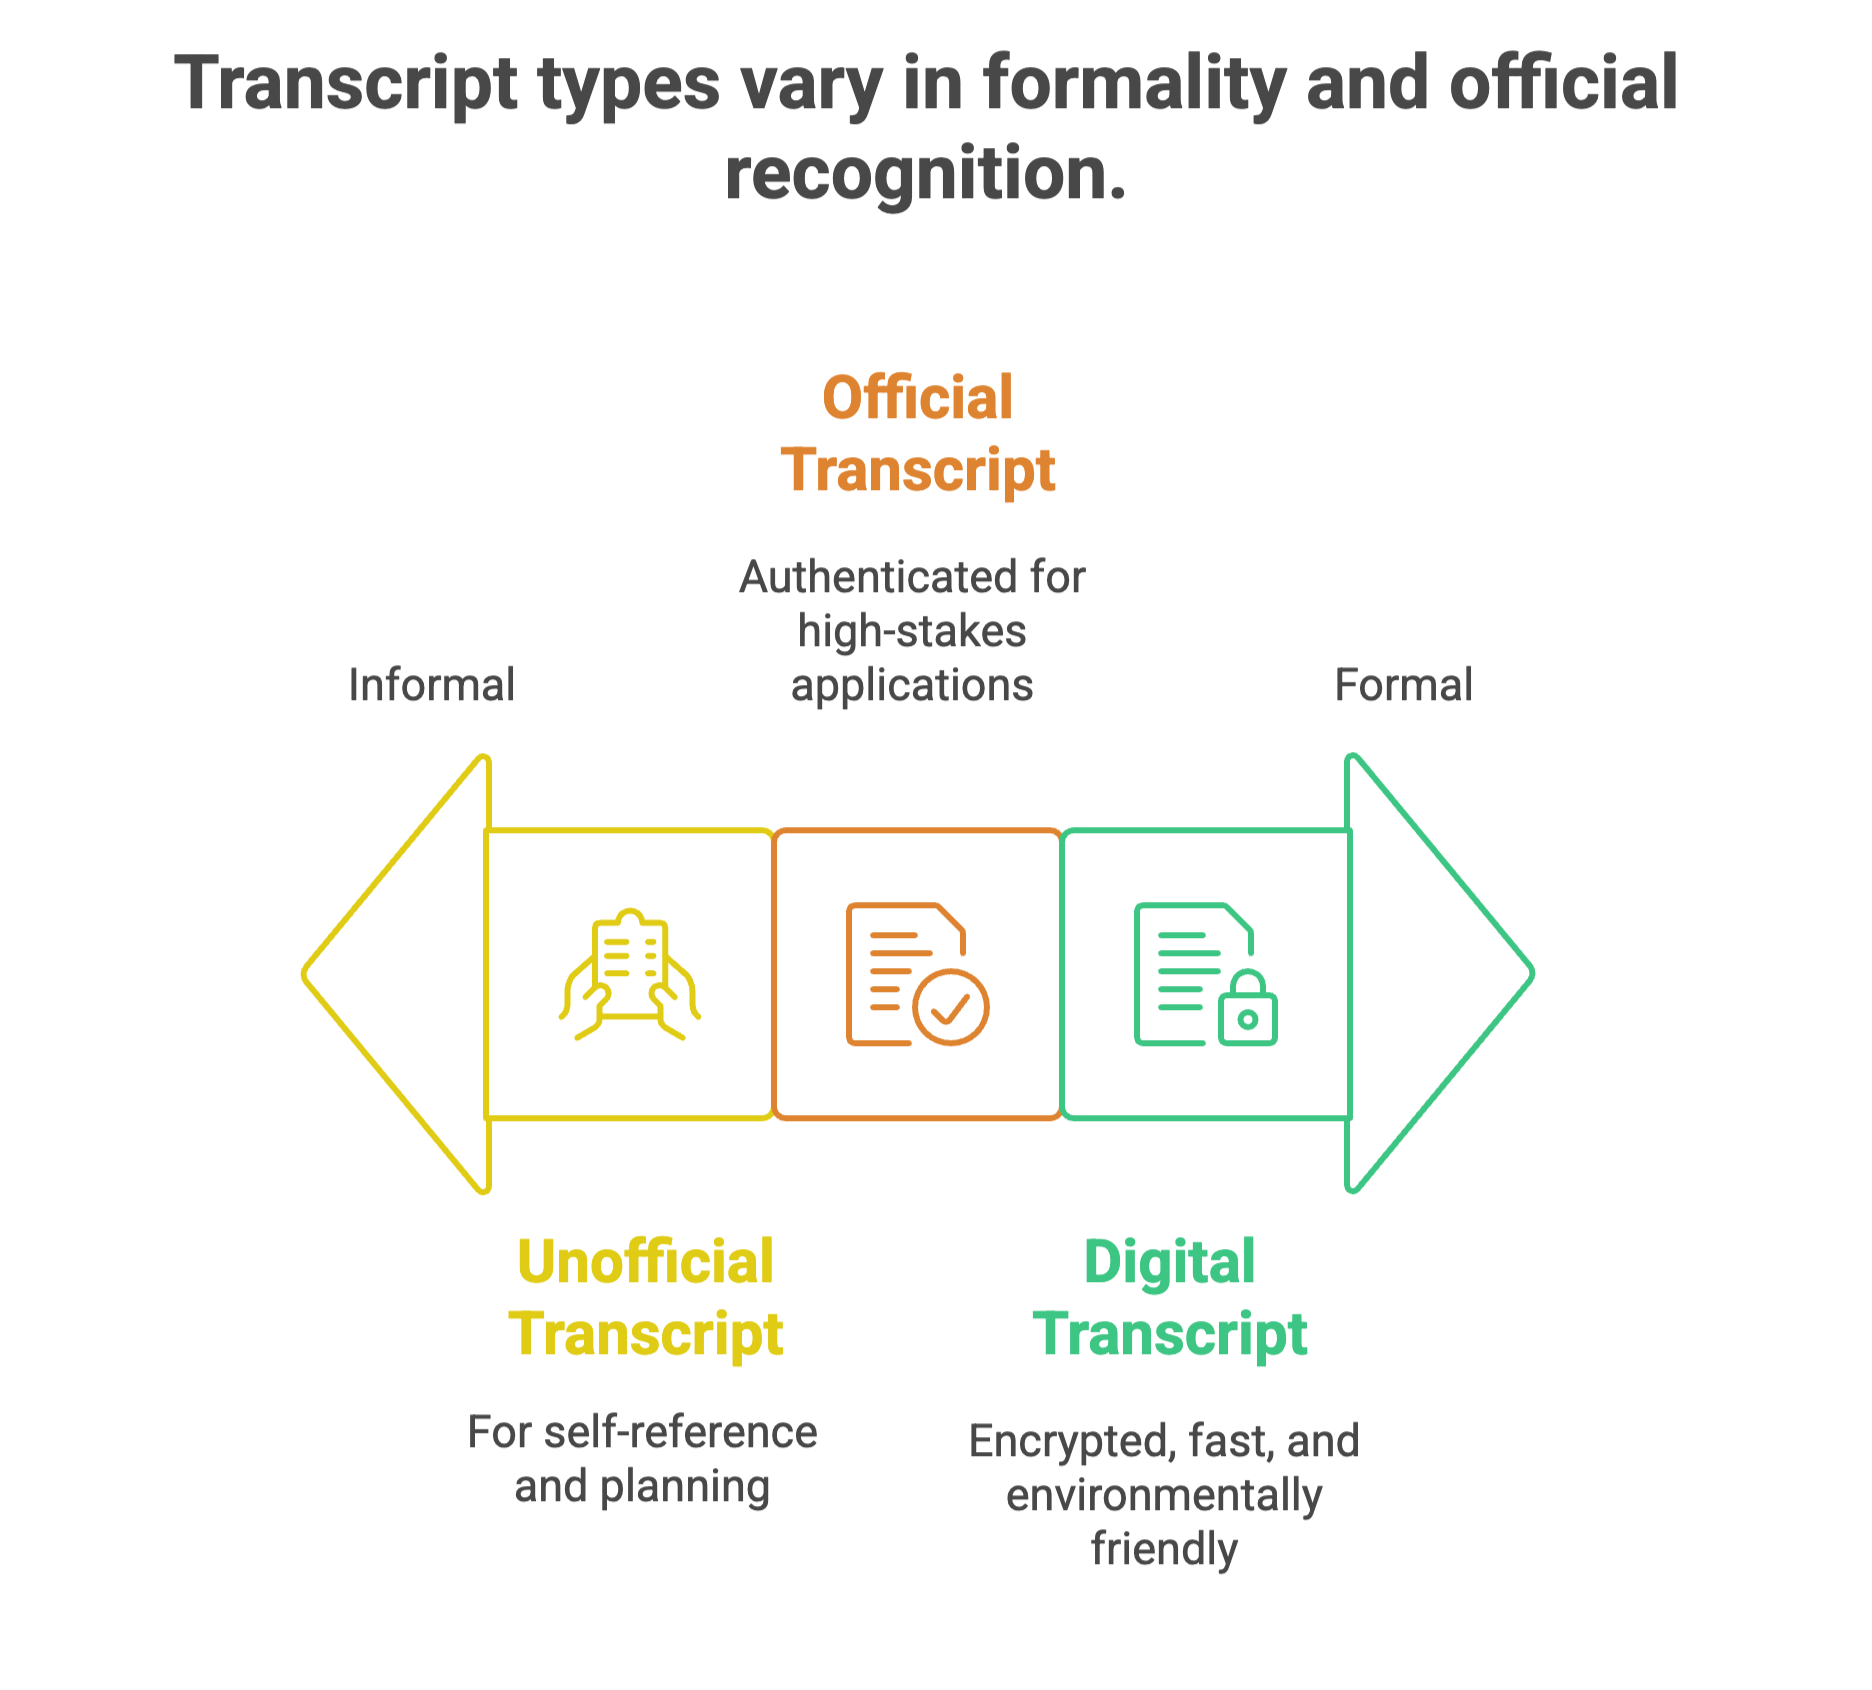 Transcript types vary in formality and official
recognition.
Official
Transcript
Authenticated for
high-stakes
applications
Informal
Formal
Unofficial
Transcript
For self-reference
and planning
Digital
Transcript
Encrypted, fast, and
environmentally
friendly